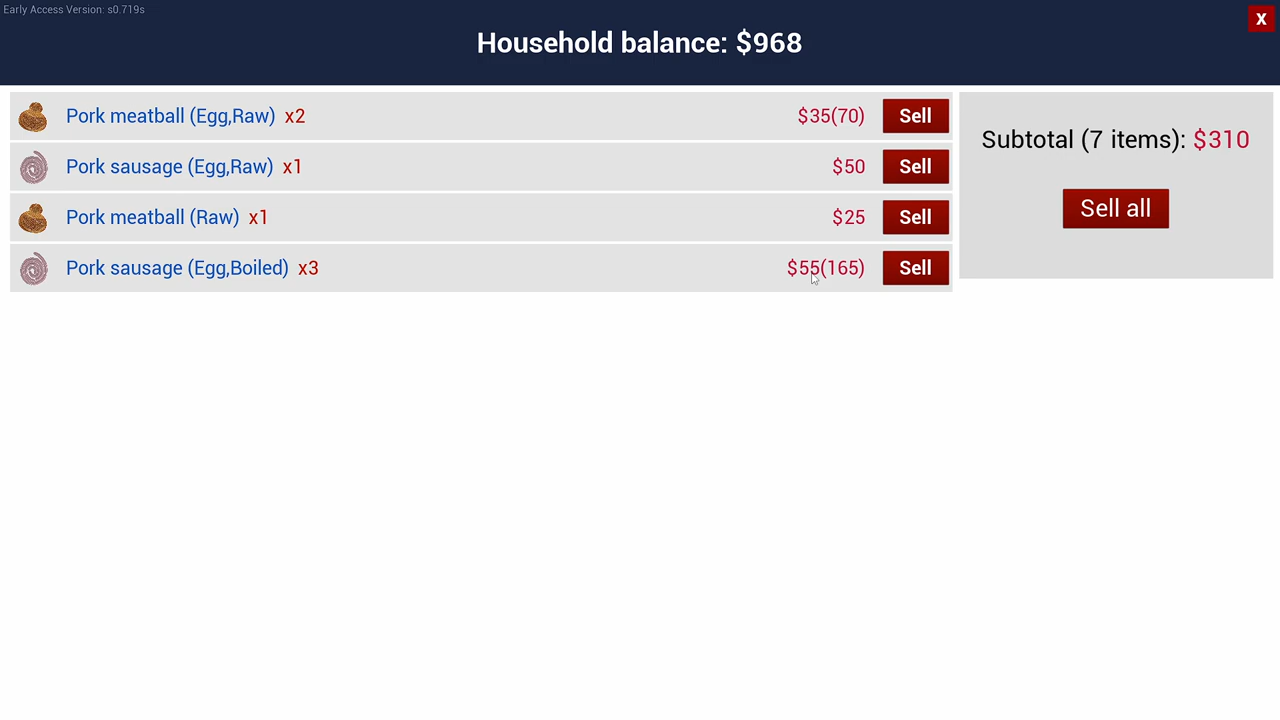 Early Access Version: s0.719s
X
Household balance: $968
Pork meatball (Egg,Raw) x2 $35(70) Sell
Pork sausage (Egg,Raw) x1 $50 Sell
Pork meatball (Raw) x1 $25 Sell
Pork sausage (Egg,Boiled) x3 $55(165) Sell
Subtotal (7 items): $310
Sell all